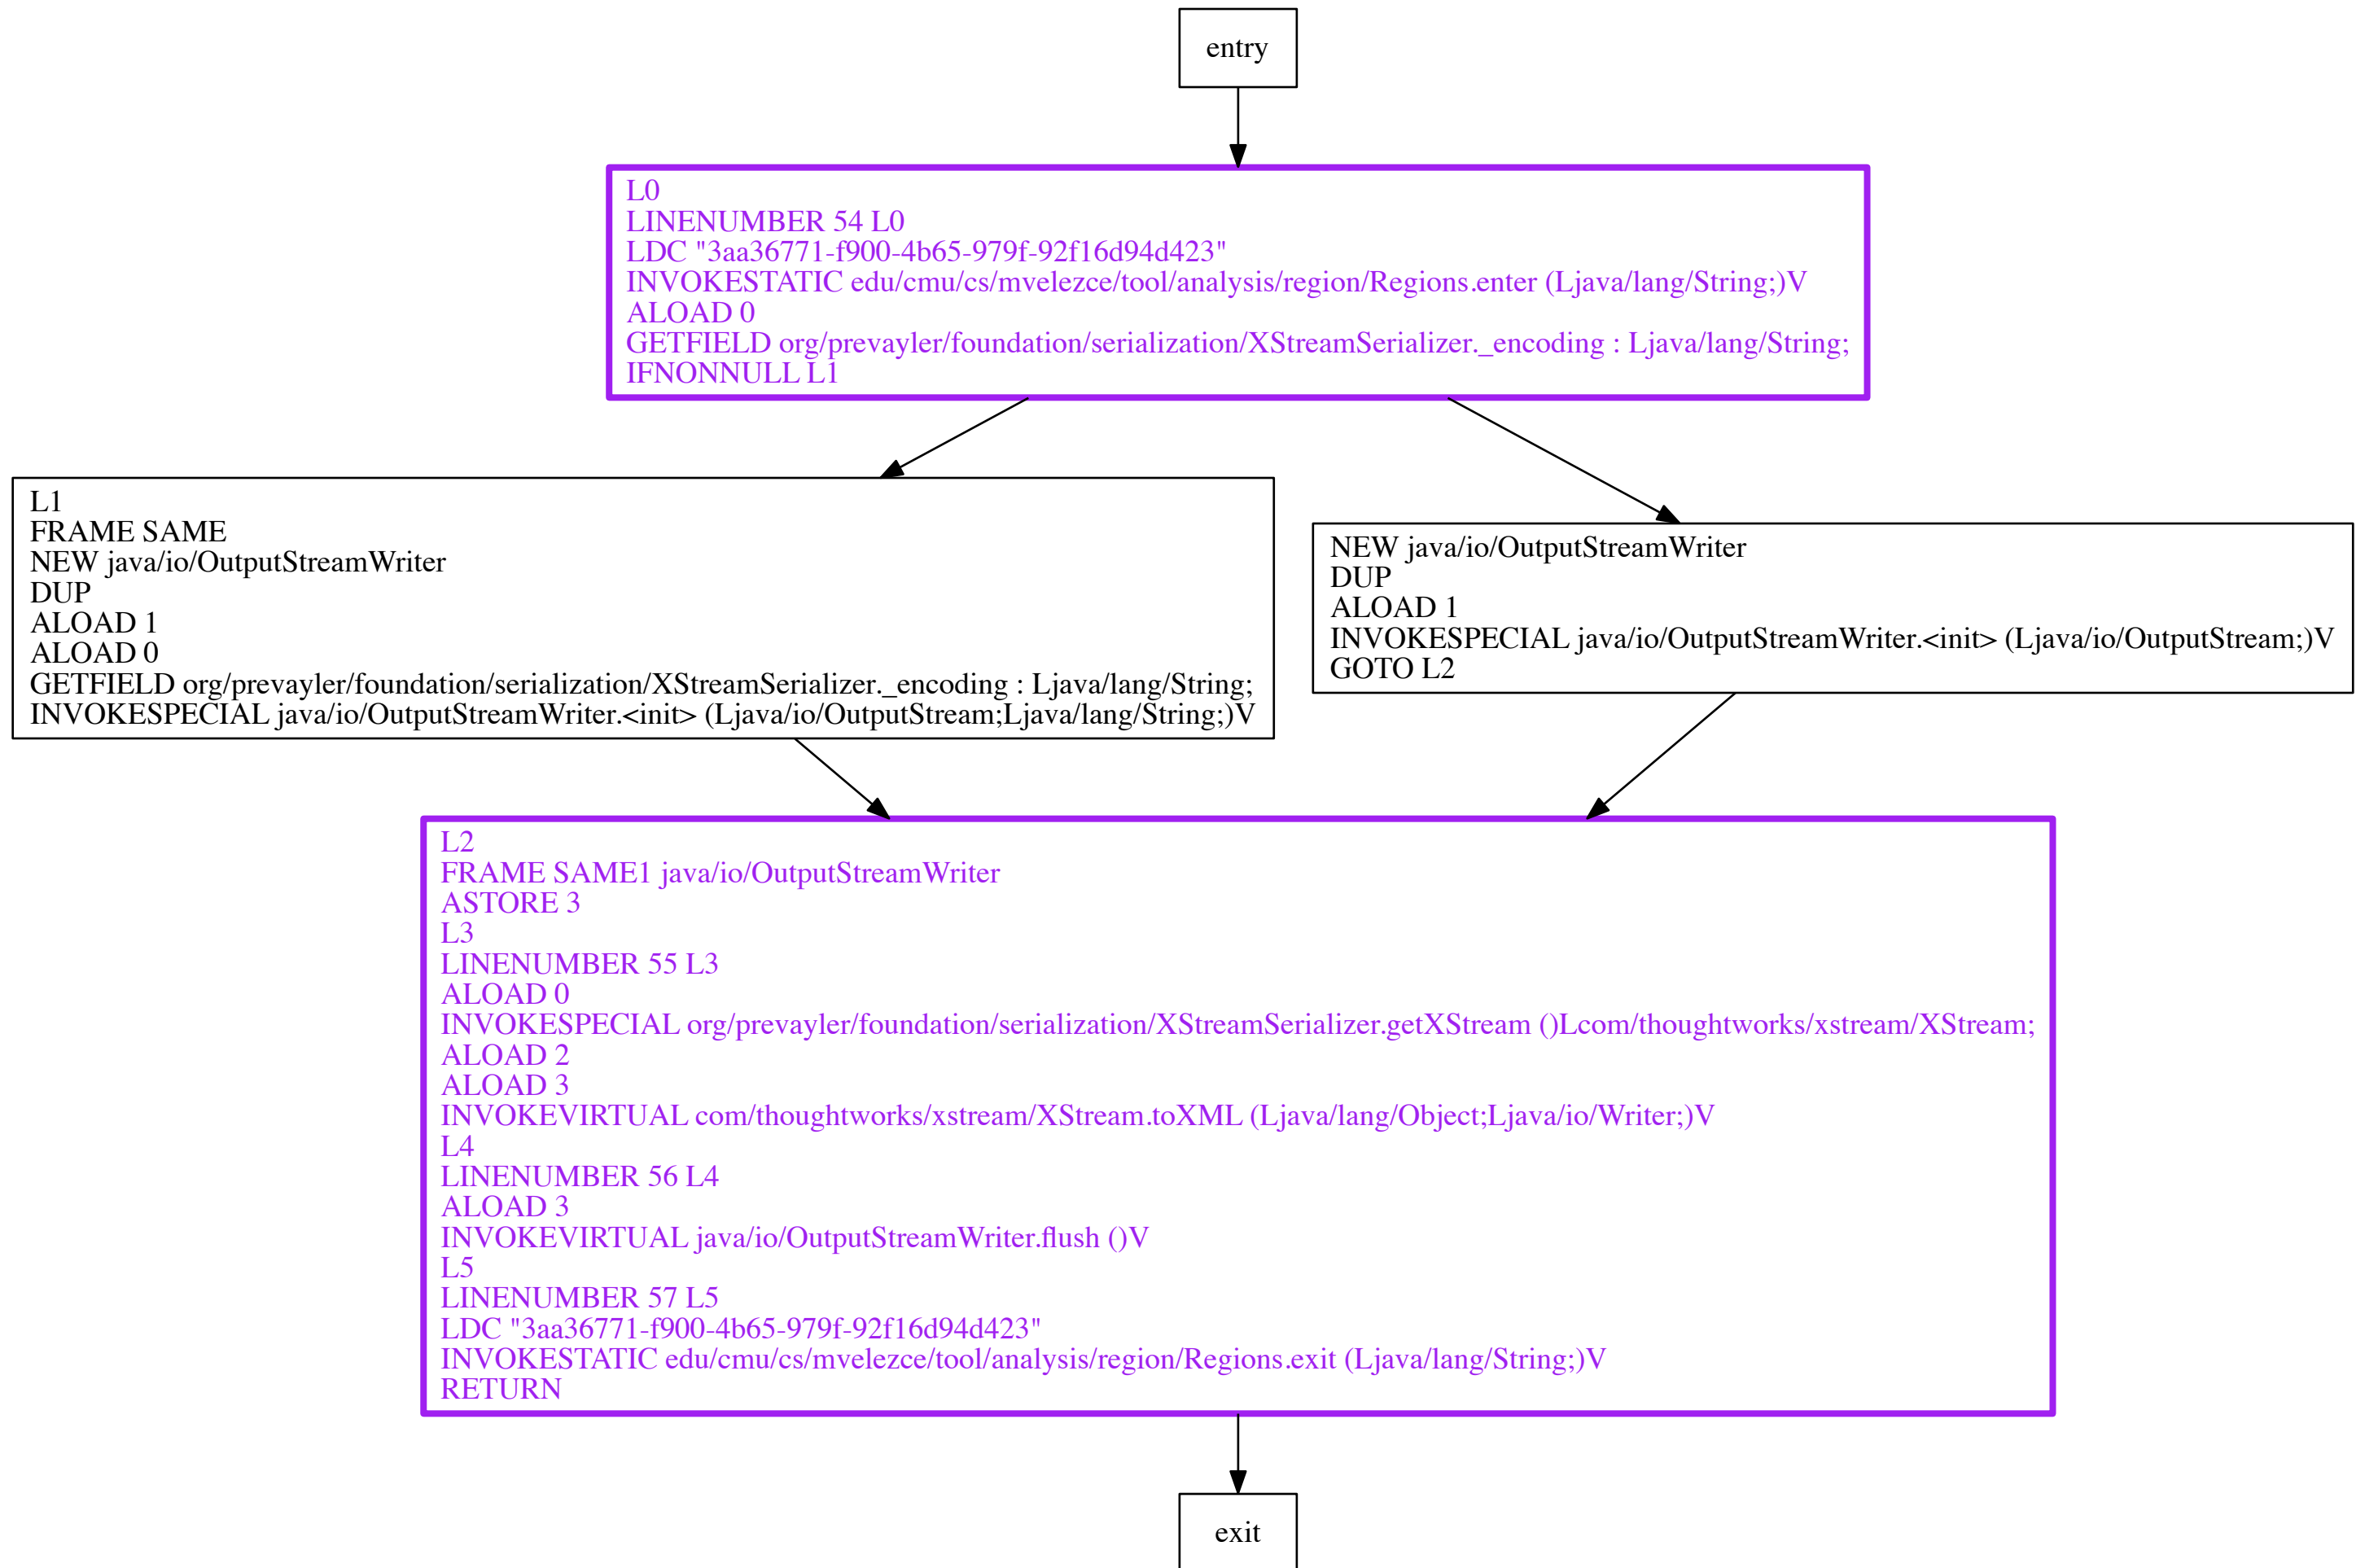 entry
L0
LINENUMBER 54 L0
LDC "3aa36771-f900-4b65-979f-92f16d94d423"
INVOKESTATIC edu/cmu/cs/mvelezce/tool/analysis/region/Regions.enter (Ljava/lang/String;)V
ALOAD 0
GETFIELD org/prevayler/foundation/serialization/XStreamSerializer._encoding : Ljava/lang/String;
IFNONNULL L1
L1
FRAME SAME
NEW java/io/OutputStreamWriter
DUP
ALOAD 1
ALOAD 0
GETFIELD org/prevayler/foundation/serialization/XStreamSerializer._encoding : Ljava/lang/String;
INVOKESPECIAL java/io/OutputStreamWriter.<init> (Ljava/io/OutputStream;Ljava/lang/String;)V
NEW java/io/OutputStreamWriter
DUP
ALOAD 1
INVOKESPECIAL java/io/OutputStreamWriter.<init> (Ljava/io/OutputStream;)V
GOTO L2
L2
FRAME SAME1 java/io/OutputStreamWriter
ASTORE 3
L3
LINENUMBER 55 L3
ALOAD 0
INVOKESPECIAL org/prevayler/foundation/serialization/XStreamSerializer.getXStream ()Lcom/thoughtworks/xstream/XStream;
ALOAD 2
ALOAD 3
INVOKEVIRTUAL com/thoughtworks/xstream/XStream.toXML (Ljava/lang/Object;Ljava/io/Writer;)V
L4
LINENUMBER 56 L4
ALOAD 3
INVOKEVIRTUAL java/io/OutputStreamWriter.flush ()V
L5
LINENUMBER 57 L5
LDC "3aa36771-f900-4b65-979f-92f16d94d423"
INVOKESTATIC edu/cmu/cs/mvelezce/tool/analysis/region/Regions.exit (Ljava/lang/String;)V
RETURN
exit